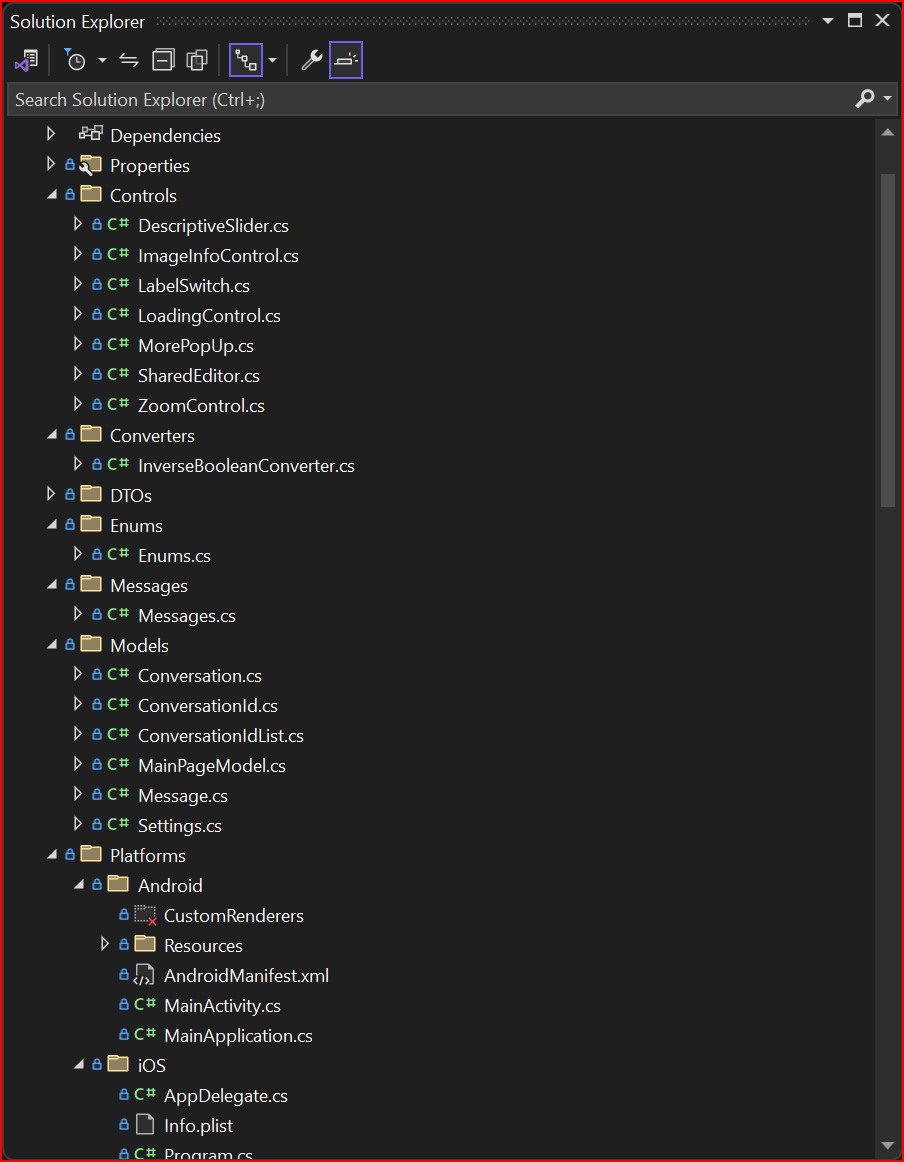 Solution Explorer
Search Solution Explorer (Ctrl+;)
Dependencies
Properties
Controls
C# DescriptiveSlider.cs
C# ImageInfoControl.cs
C# LabelSwitch.cs
C# LoadingControl.cs
C# MorePopUp.cs
C# SharedEditor.cs
C# ZoomControl.cs
Converters
C# InverseBooleanConverter.cs
DTOs
Enums
C# Enums.cs
Messages
C# Messages.cs
Models
C# Conversation.cs
C# ConversationId.cs
C# ConversationIdList.cs
C# MainPageModel.cs
C# Message.cs
C# Settings.cs
Platforms
Android
CustomRenderers
Resources
AndroidManifest.xml
C# MainActivity.cs
C# MainApplication.cs
iOS
C# AppDelegate.cs
Info.plist
C# Program.cs